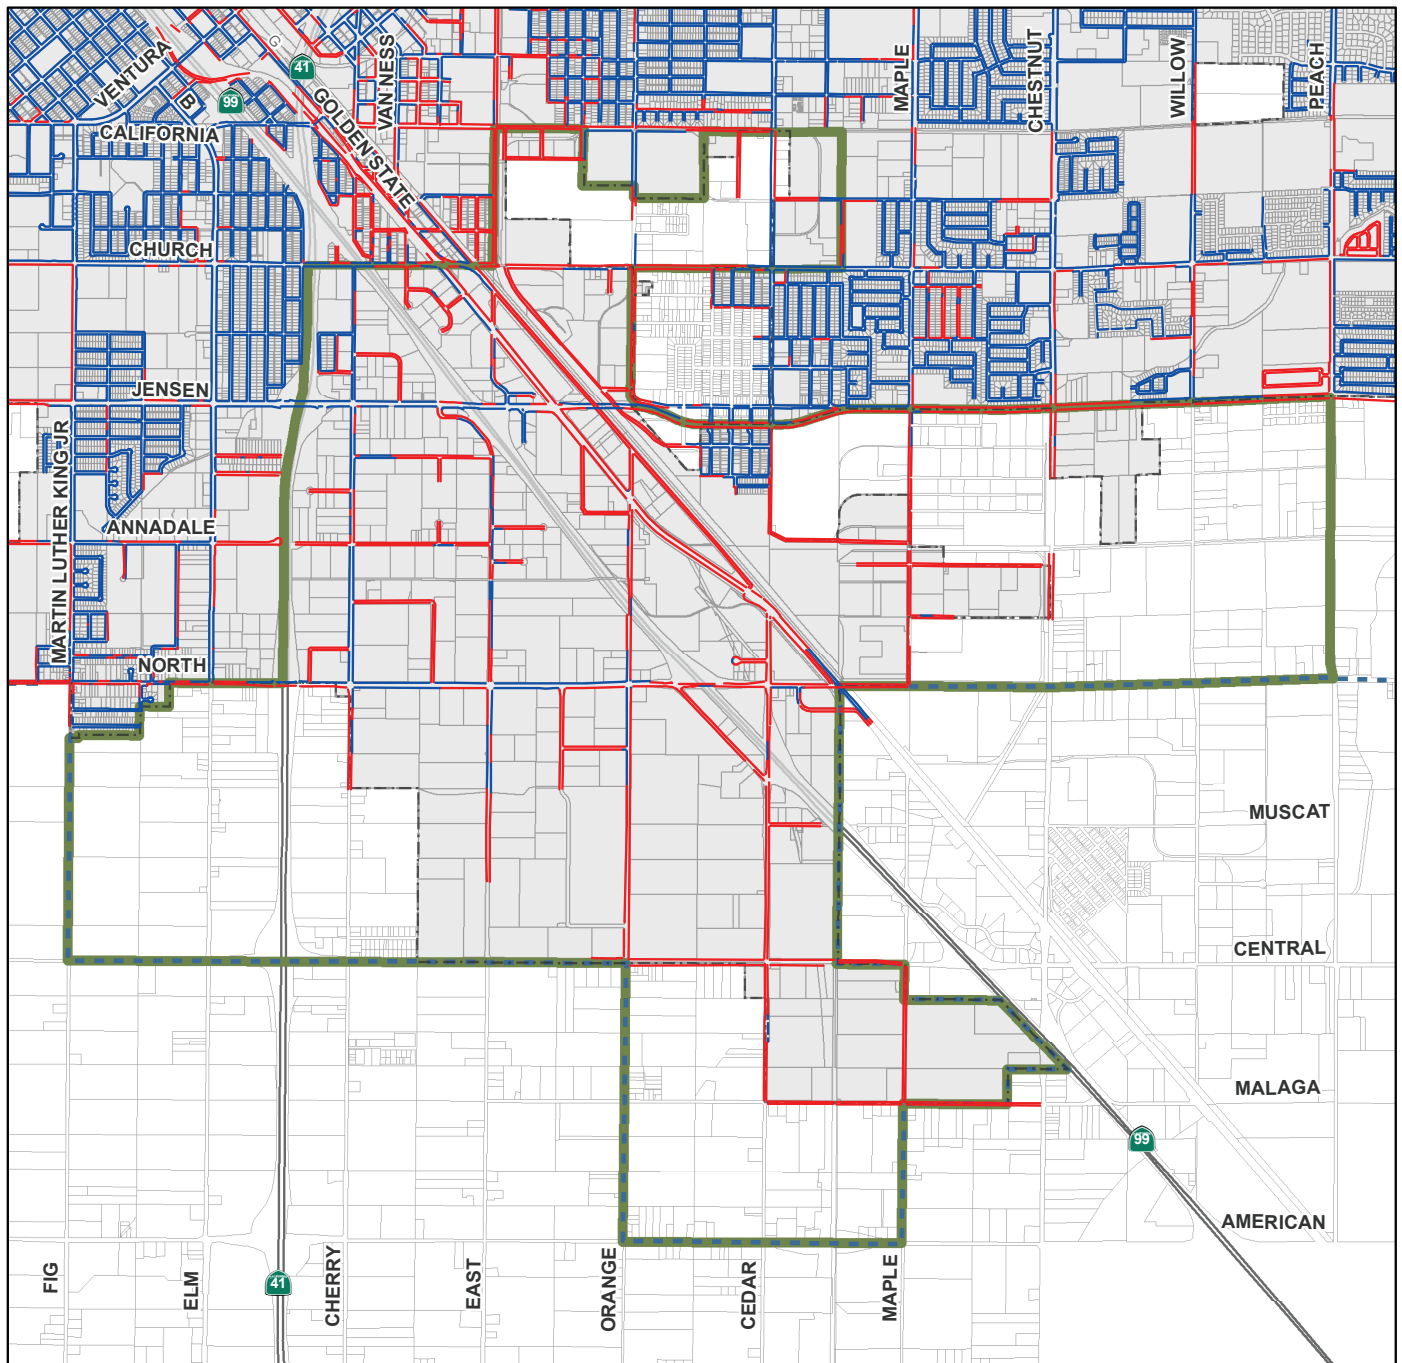 VENTURA
B
99
G
41
GOLDEN STATE
VAN NESS
MAPLE
CHESTNUT
WILLOW
PEACH
CALIFORNIA
CHURCH
JENSEN
MARTIN LUTHER KING JR
ANNADALE
NORTH
MUSCAT
CENTRAL
MALAGA
99
AMERICAN
FIG
ELM
41
CHERRY
EAST
ORANGE
CEDAR
MAPLE